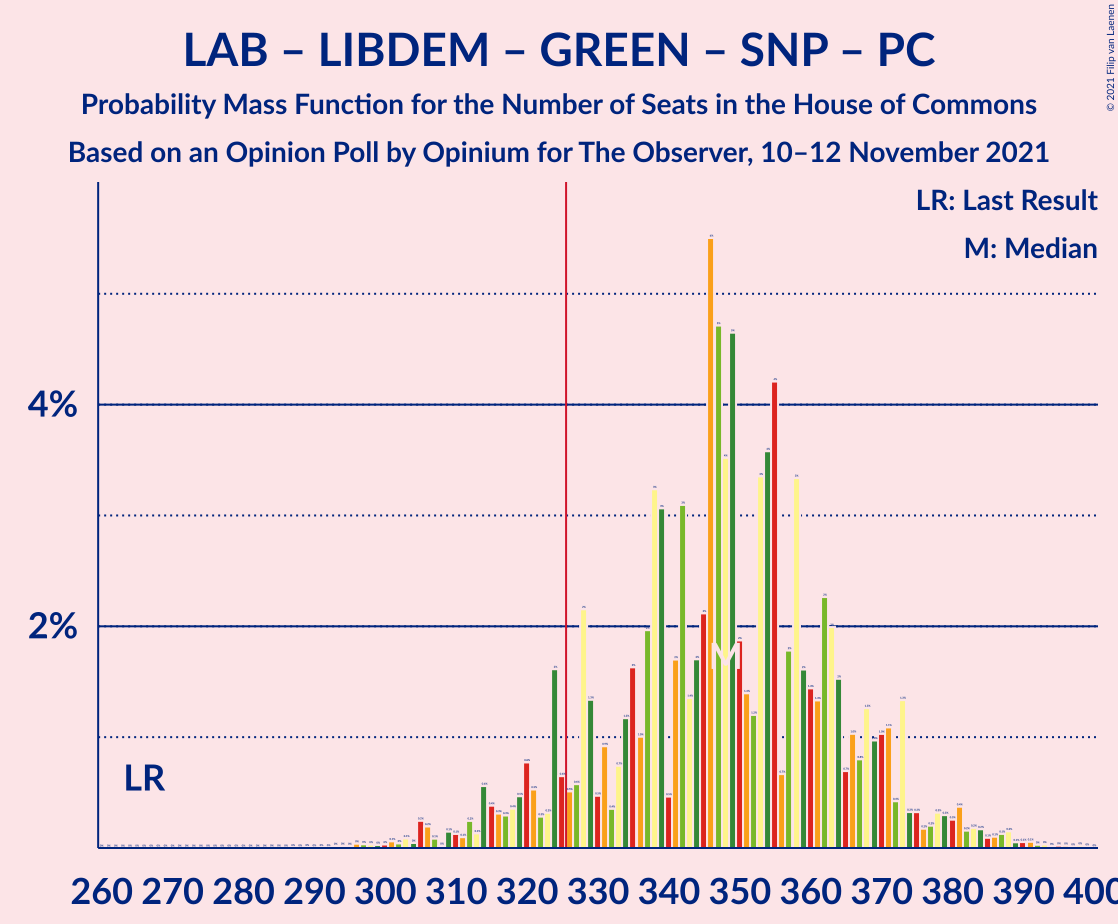 LAB – LIBDEM – GREEN – SNP – PC
Probability Mass Function for the Number of Seats in the House of Commons
Based on an Opinion Poll by Opinium for The Observer, 10–12 November 2021
© 2021 Filip van Laenen
LR: Last Result
M: Median
4%
2%
LR
M
260 270 280 290 300 310 320 330 340 350 360 370 380 390 400